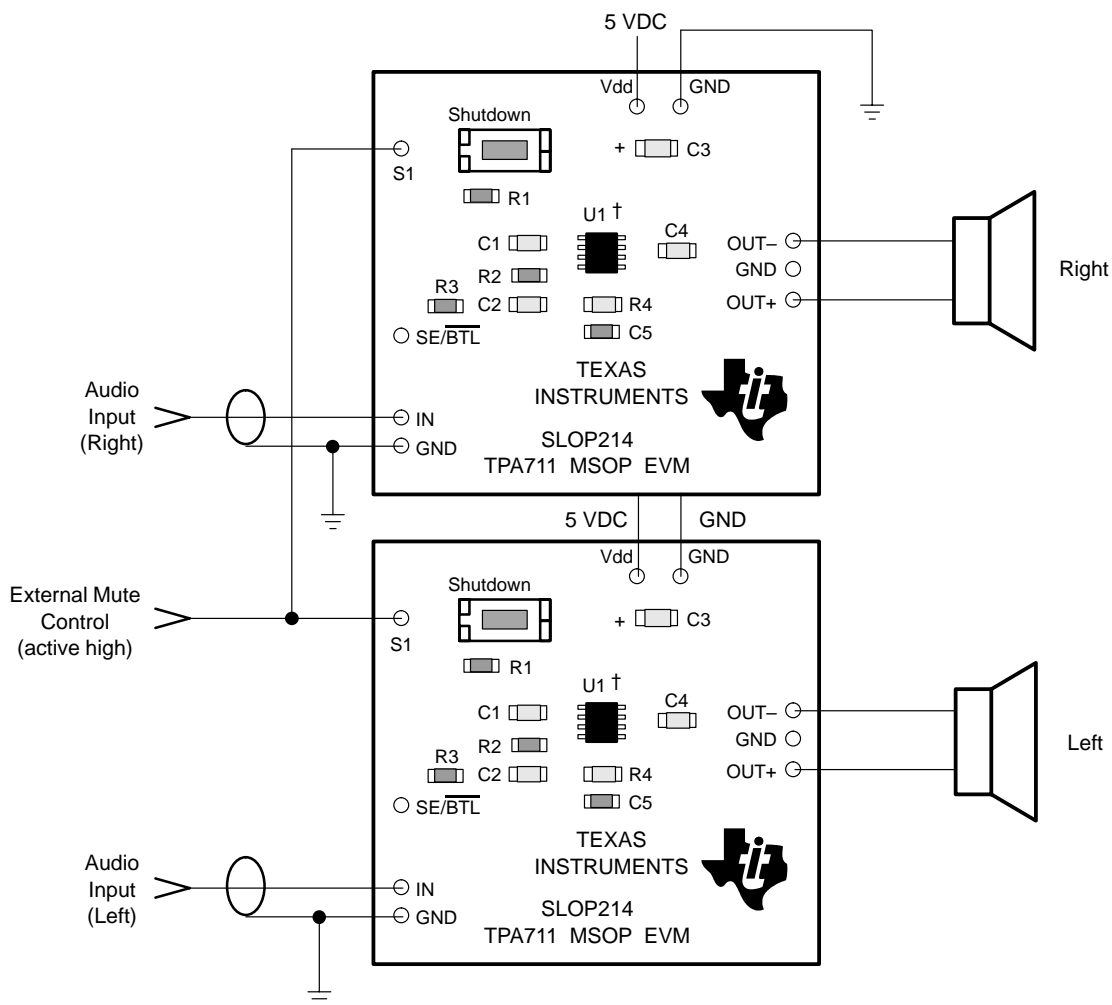 5 VDC
Vdd
GND
Shutdown
S1
+
C3
R1
U1 †
C1
C4
OUT–
R2
GND
Right
R3
C2
R4
OUT+
SE/BTL
C5
TEXAS
INSTRUMENTS
Audio
Input
(Right)
IN
GND
SLOP214
TPA711 MSOP EVM
5 VDC
GND
Vdd
GND
Shutdown
External Mute
Control
(active high)
S1
+
C3
R1
U1 †
C1
C4
OUT–
R2
GND
Left
R3
C2
R4
OUT+
SE/BTL
C5
TEXAS
INSTRUMENTS
Audio
Input
(Left)
IN
GND
SLOP214
TPA711 MSOP EVM